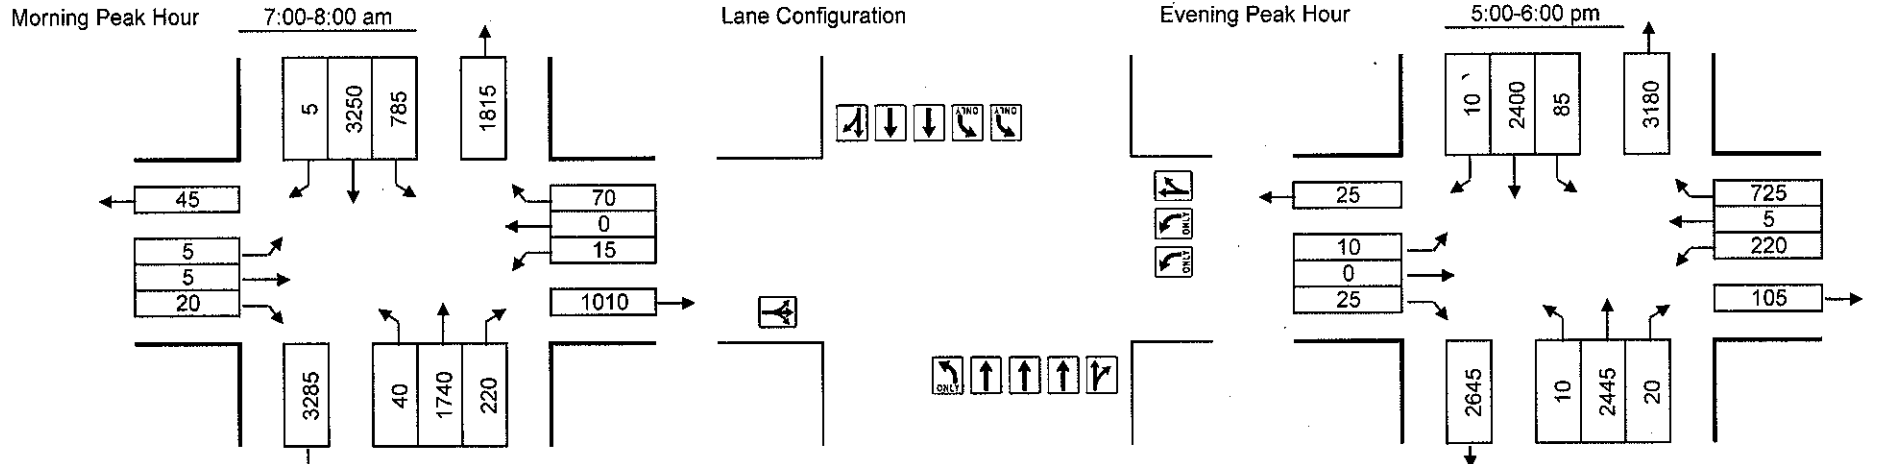 Morning Peak Hour 7:00-8:00 am
5 3250 785 1815
45
5
5
20
70
0
15
1010
3285 40 1740 220
Lane Configuration
ONLY ONLY
ONLY
ONLY
ONLY
Evening Peak Hour 5:00-6:00 pm
10 2400 85 3180
25
10
0
25
725
5
220
105
2645 10 2445 20